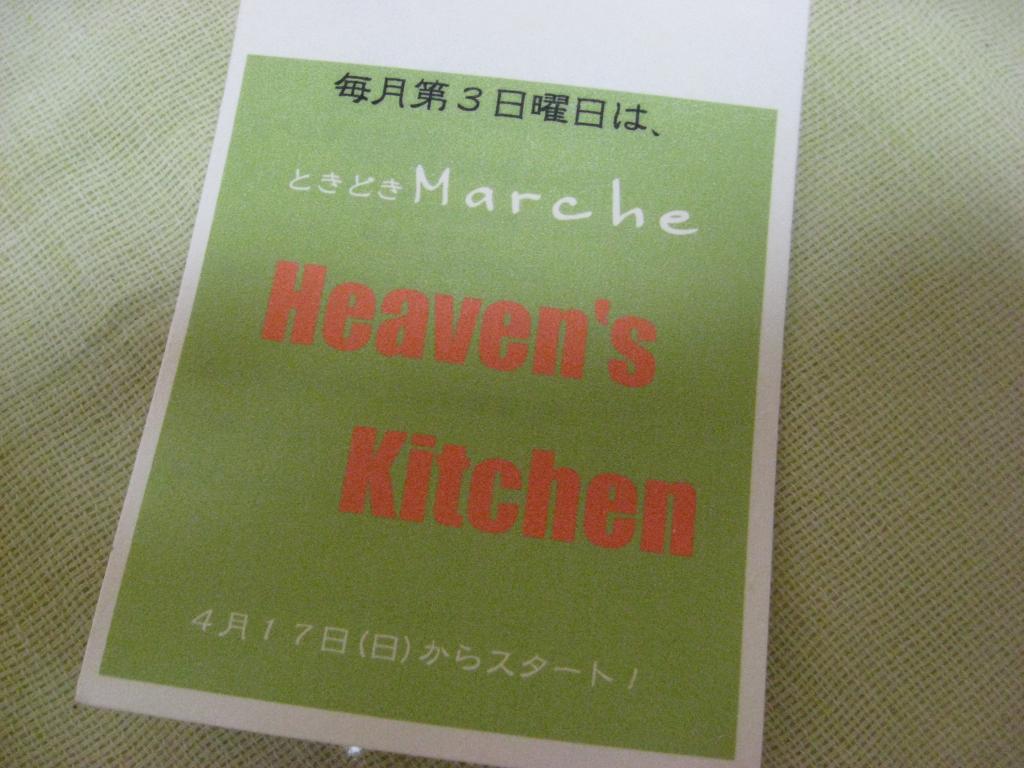 毎月第３日曜日は、
ときどきMarche
Heaven's
Kitchen
４月１７日(日)からスタート！